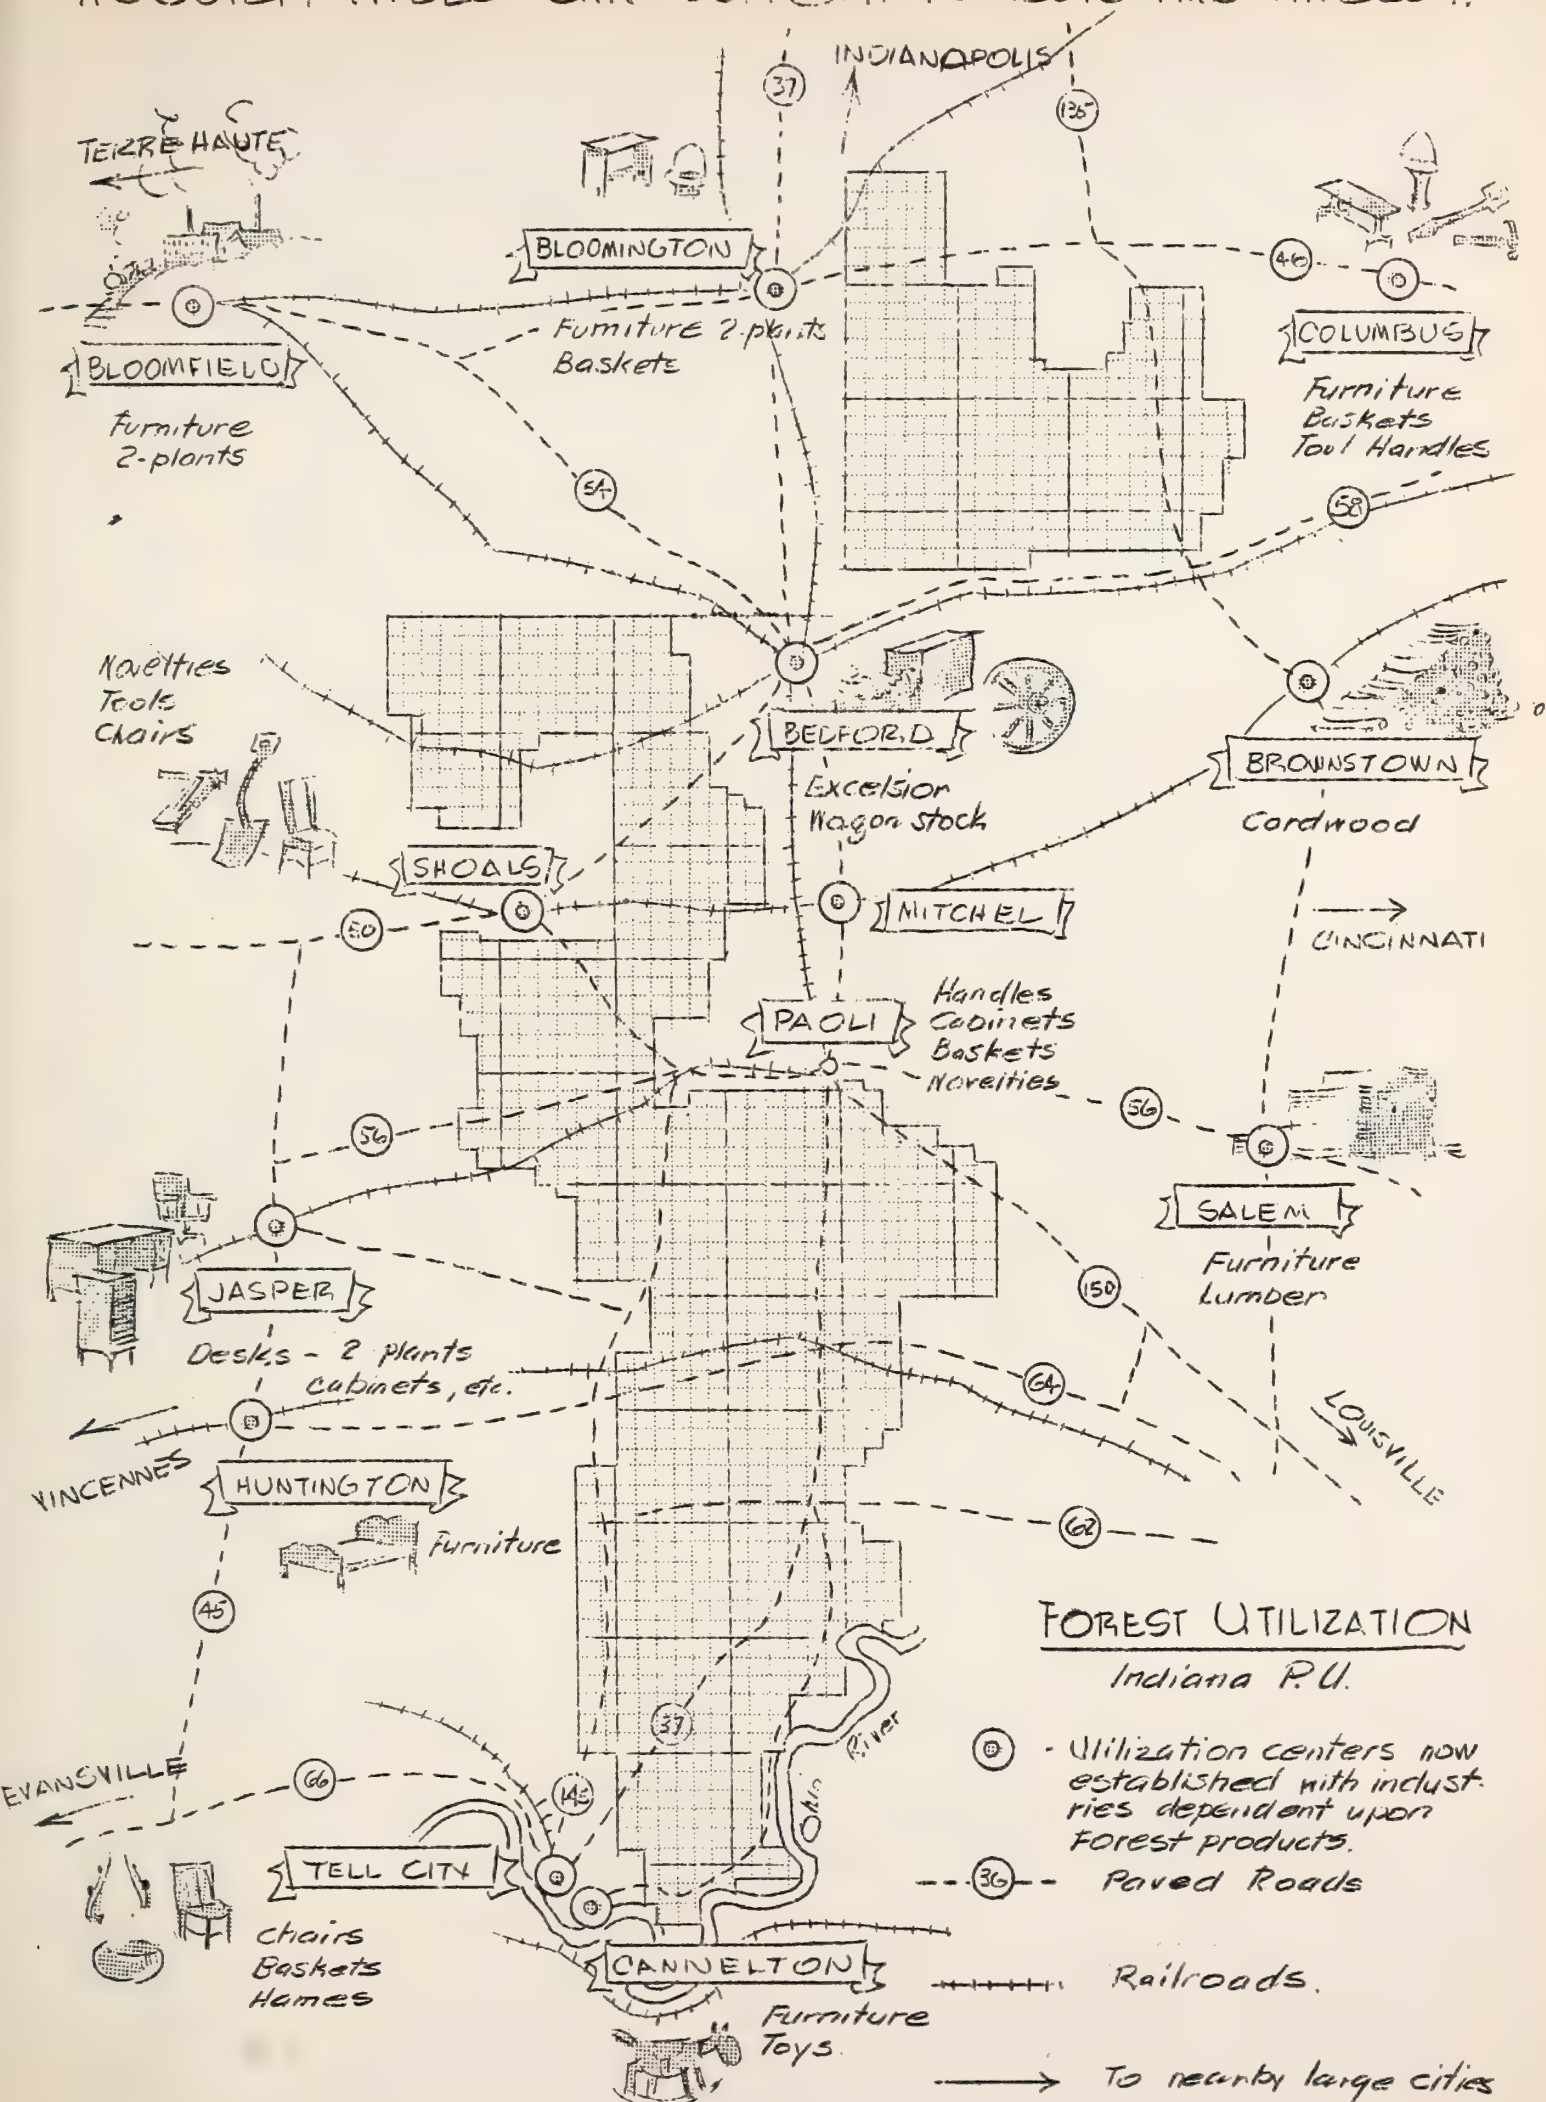 INDIANAPOLIS
37
135
TERRE HAUTE
BLOOMINGTON
46
BLOOMFIELD
Furniture 2-plants
Baskets
COLUMBUS
Furniture
2-plants
Furniture
Baskets
Tool Handles
54
58
Novelties
Tools
Chairs
BEDFORD
BROWNSTOWN
Excelsior
Wagon stock
Cordwood
SHOALS
MITCHEL
50
CINCINNATI
PAOLI
Handles
Cabinets
Baskets
Novelties
56
56
SALEM
Furniture
Lumber
JASPER
150
Desks - 2 plants
cabinets, etc.
64
LOUISVILLE
VINCENNES
HUNTINGTON
Furniture
62
45
FOREST UTILIZATION
Indiana P.U.
37
River
Ohio
- Utilization centers now
established with indust-
ries dependent upon
Forest products.
EVANSVILLE
66
145
TELL CITY
36
Paved Roads
Chairs
Baskets
Hames
CANNELTON
Railroads.
Furniture
Toys.
To nearby large cities